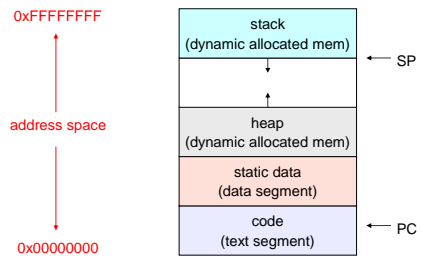 0xFFFFFFFF
stack
(dynamic allocated mem)
SP
address space
heap
(dynamic allocated mem)
static data
(data segment)
code
(text segment)
PC
0x00000000